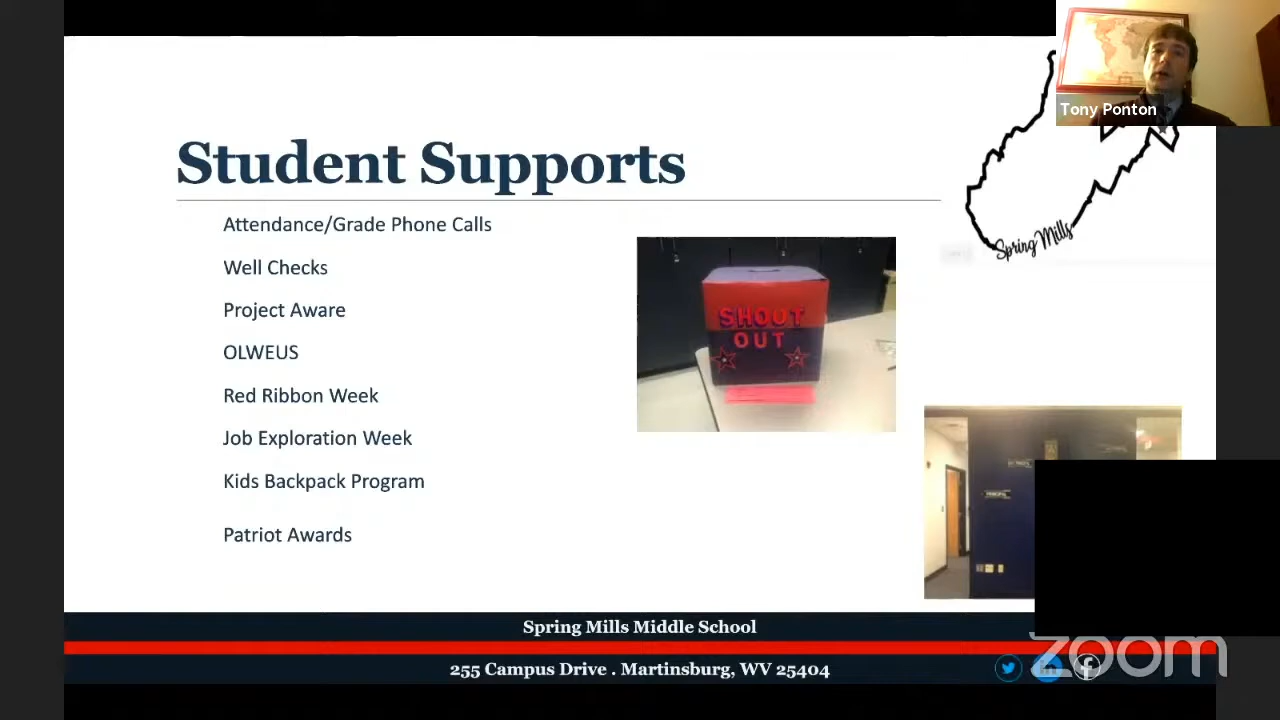 Tony Ponton
Student Supports
Attendance/Grade Phone Calls
Well Checks
Project Aware
OLWEUS
Red Ribbon Week
Job Exploration Week
Kids Backpack Program
Patriot Awards
Spring Mills
SHOUT
OUT
PRINCIPAL
Spring Mills Middle School
255 Campus Drive . Martinsburg, WV 25404
zoom